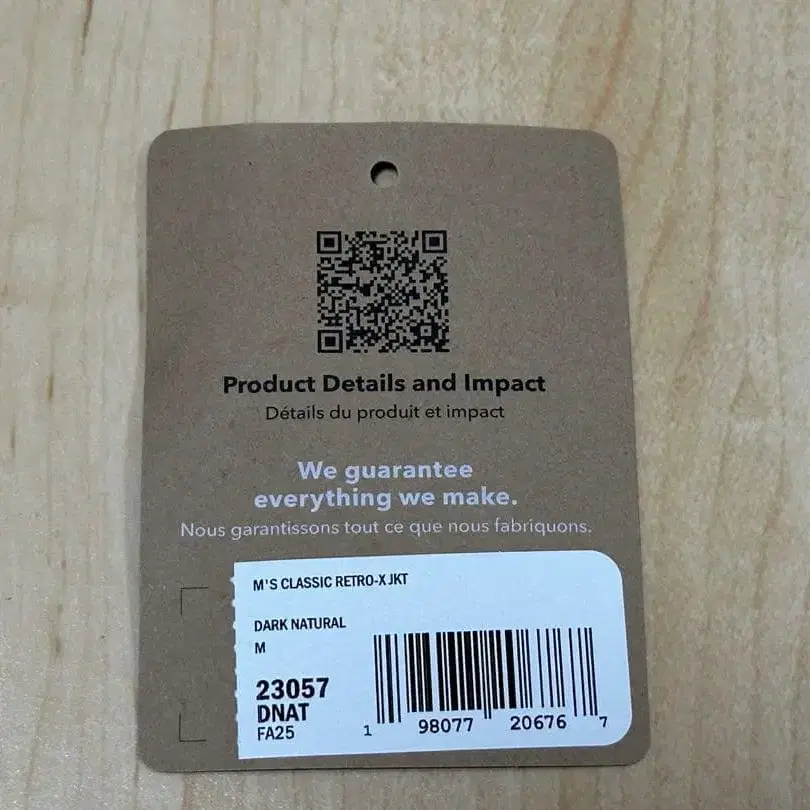 Product Details and Impact
Détails du produit et impact
We guarantee
everything we make.
Nous garantissons tout ce que nous fabriquons.
M'S CLASSIC RETRO-X JKT
DARK NATURAL
M
23057
DNAT
FA25
1 98077 20676 7